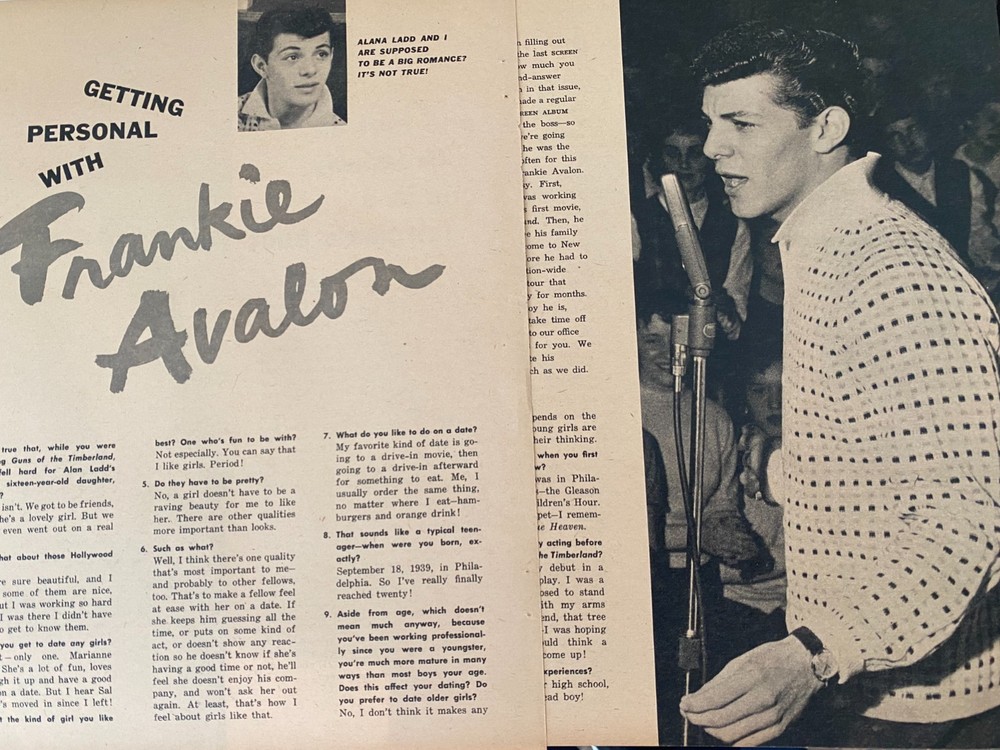 GETTING
PERSONAL
WITH
Frankie
Avalon
ALANA LADD AND I
ARE SUPPOSED
TO BE A BIG ROMANCE?
IT'S NOT TRUE!
true that, while you were
g Guns of the Timberland,
fell hard for Alan Ladd's
sixteen-year-old daughter,
?
isn't. We got to be friends,
he's a lovely girl. But we
even went out on a real
hat about those Hollywood
re sure beautiful, and I
some of them are nice,
ut I was working so hard
I was there I didn't have
o get to know them.
you get to date any girls?
t—only one. Marianne
She's a lot of fun, loves
gh it up and have a good
on a date. But I hear Sal
's moved in since I left!
t the kind of girl you like
best? One who's fun to be with?
Not especially. You can say that
I like girls. Period!
5. Do they have to be pretty?
No, a girl doesn't have to be a
raving beauty for me to like
her. There are other qualities
more important than looks.
6. Such as what?
Well, I think there's one quality
that's most important to me—
and probably to other fellows,
too. That's to make a fellow feel
at ease with her on a date. If
she keeps him guessing all the
time, or puts on some kind of
act, or doesn't show any reac-
tion so he doesn't know if she's
having a good time or not, he'll
feel she doesn't enjoy his com-
pany, and won't ask her out
again. At least, that's how I
feel about girls like that.
7. What do you like to do on a date?
My favorite kind of date is go-
ing to a drive-in movie, then
going to a drive-in afterward
for something to eat. Me, I
usually order the same thing,
no matter where I eat—ham-
burgers and orange drink!
8. That sounds like a typical teen-
ager—when were you born, ex-
actly?
September 18, 1939, in Phila-
delphia. So I've really finally
reached twenty!
9. Aside from age, which doesn't
mean much anyway, because
you've been working professional-
ly since you were a youngster,
you're much more mature in many
ways than most boys your age.
Does this affect your dating? Do
you prefer to date older girls?
No, I don't think it makes any
n filling out
the last SCREEN
w much you
nd-answer
in that issue,
ade a regular
REEN ALBUM
the boss—so
e're going
he was the
often for this
ankie Avalon.
y. First,
was working
s first movie,
nd. Then, he
e his family
ome to New
ore he had to
tion-wide
tour that
y for months.
oy he is,
take time off
to our office
for you. We
te his
ch as we did.
pends on the
oung girls are
heir thinking.
when you first
w?
was in Phila-
—the Gleason
ildren's Hour.
pet—I remem-
e Heaven.
y acting before
he Timberland?
y debut in a
play. I was a
osed to stand
ith my arms
end, that tree
-I was hoping
ould think a
ome up!
xperiences?
r high school,
ad boy!